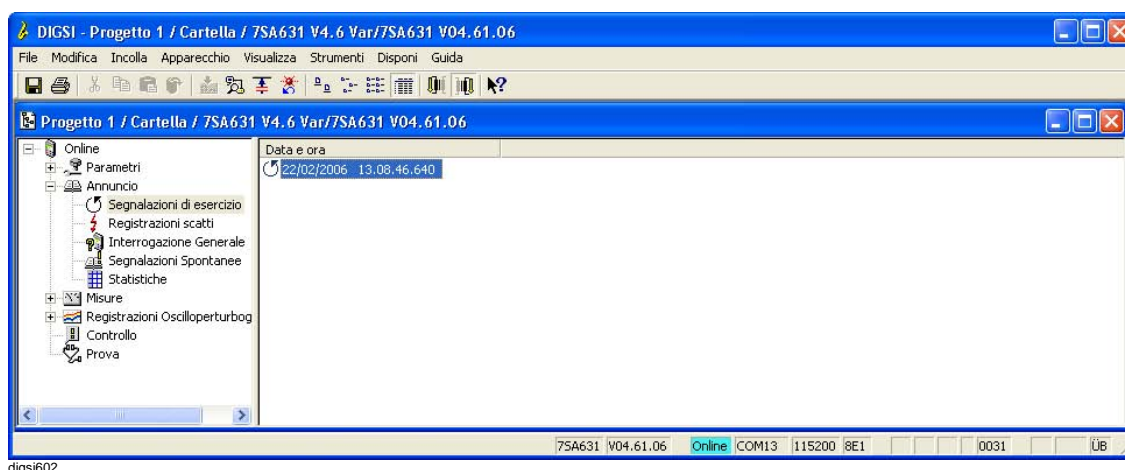 DIGSI - Progetto 1 / Cartella / 7SA631 V4.6 Var/7SA631 V04.61.06
File Modifica Incolla Apparecchio Visualizza Strumenti Disponi Guida
Progetto 1 / Cartella / 7SA631 V4.6 Var/7SA631 V04.61.06
Online
Parametri
Annuncio
Segnalazioni di esercizio
Registrazioni scatti
Interrogazione Generale
Segnalazioni Spontanee
Statistiche
Misure
Registrazioni Oscilloperturbog
Controllo
Prova
Data e ora
22/02/2006 13.08.46.640
7SA631 V04.61.06 Online COM13 115200 8E1 0031 ÜB
digsi602